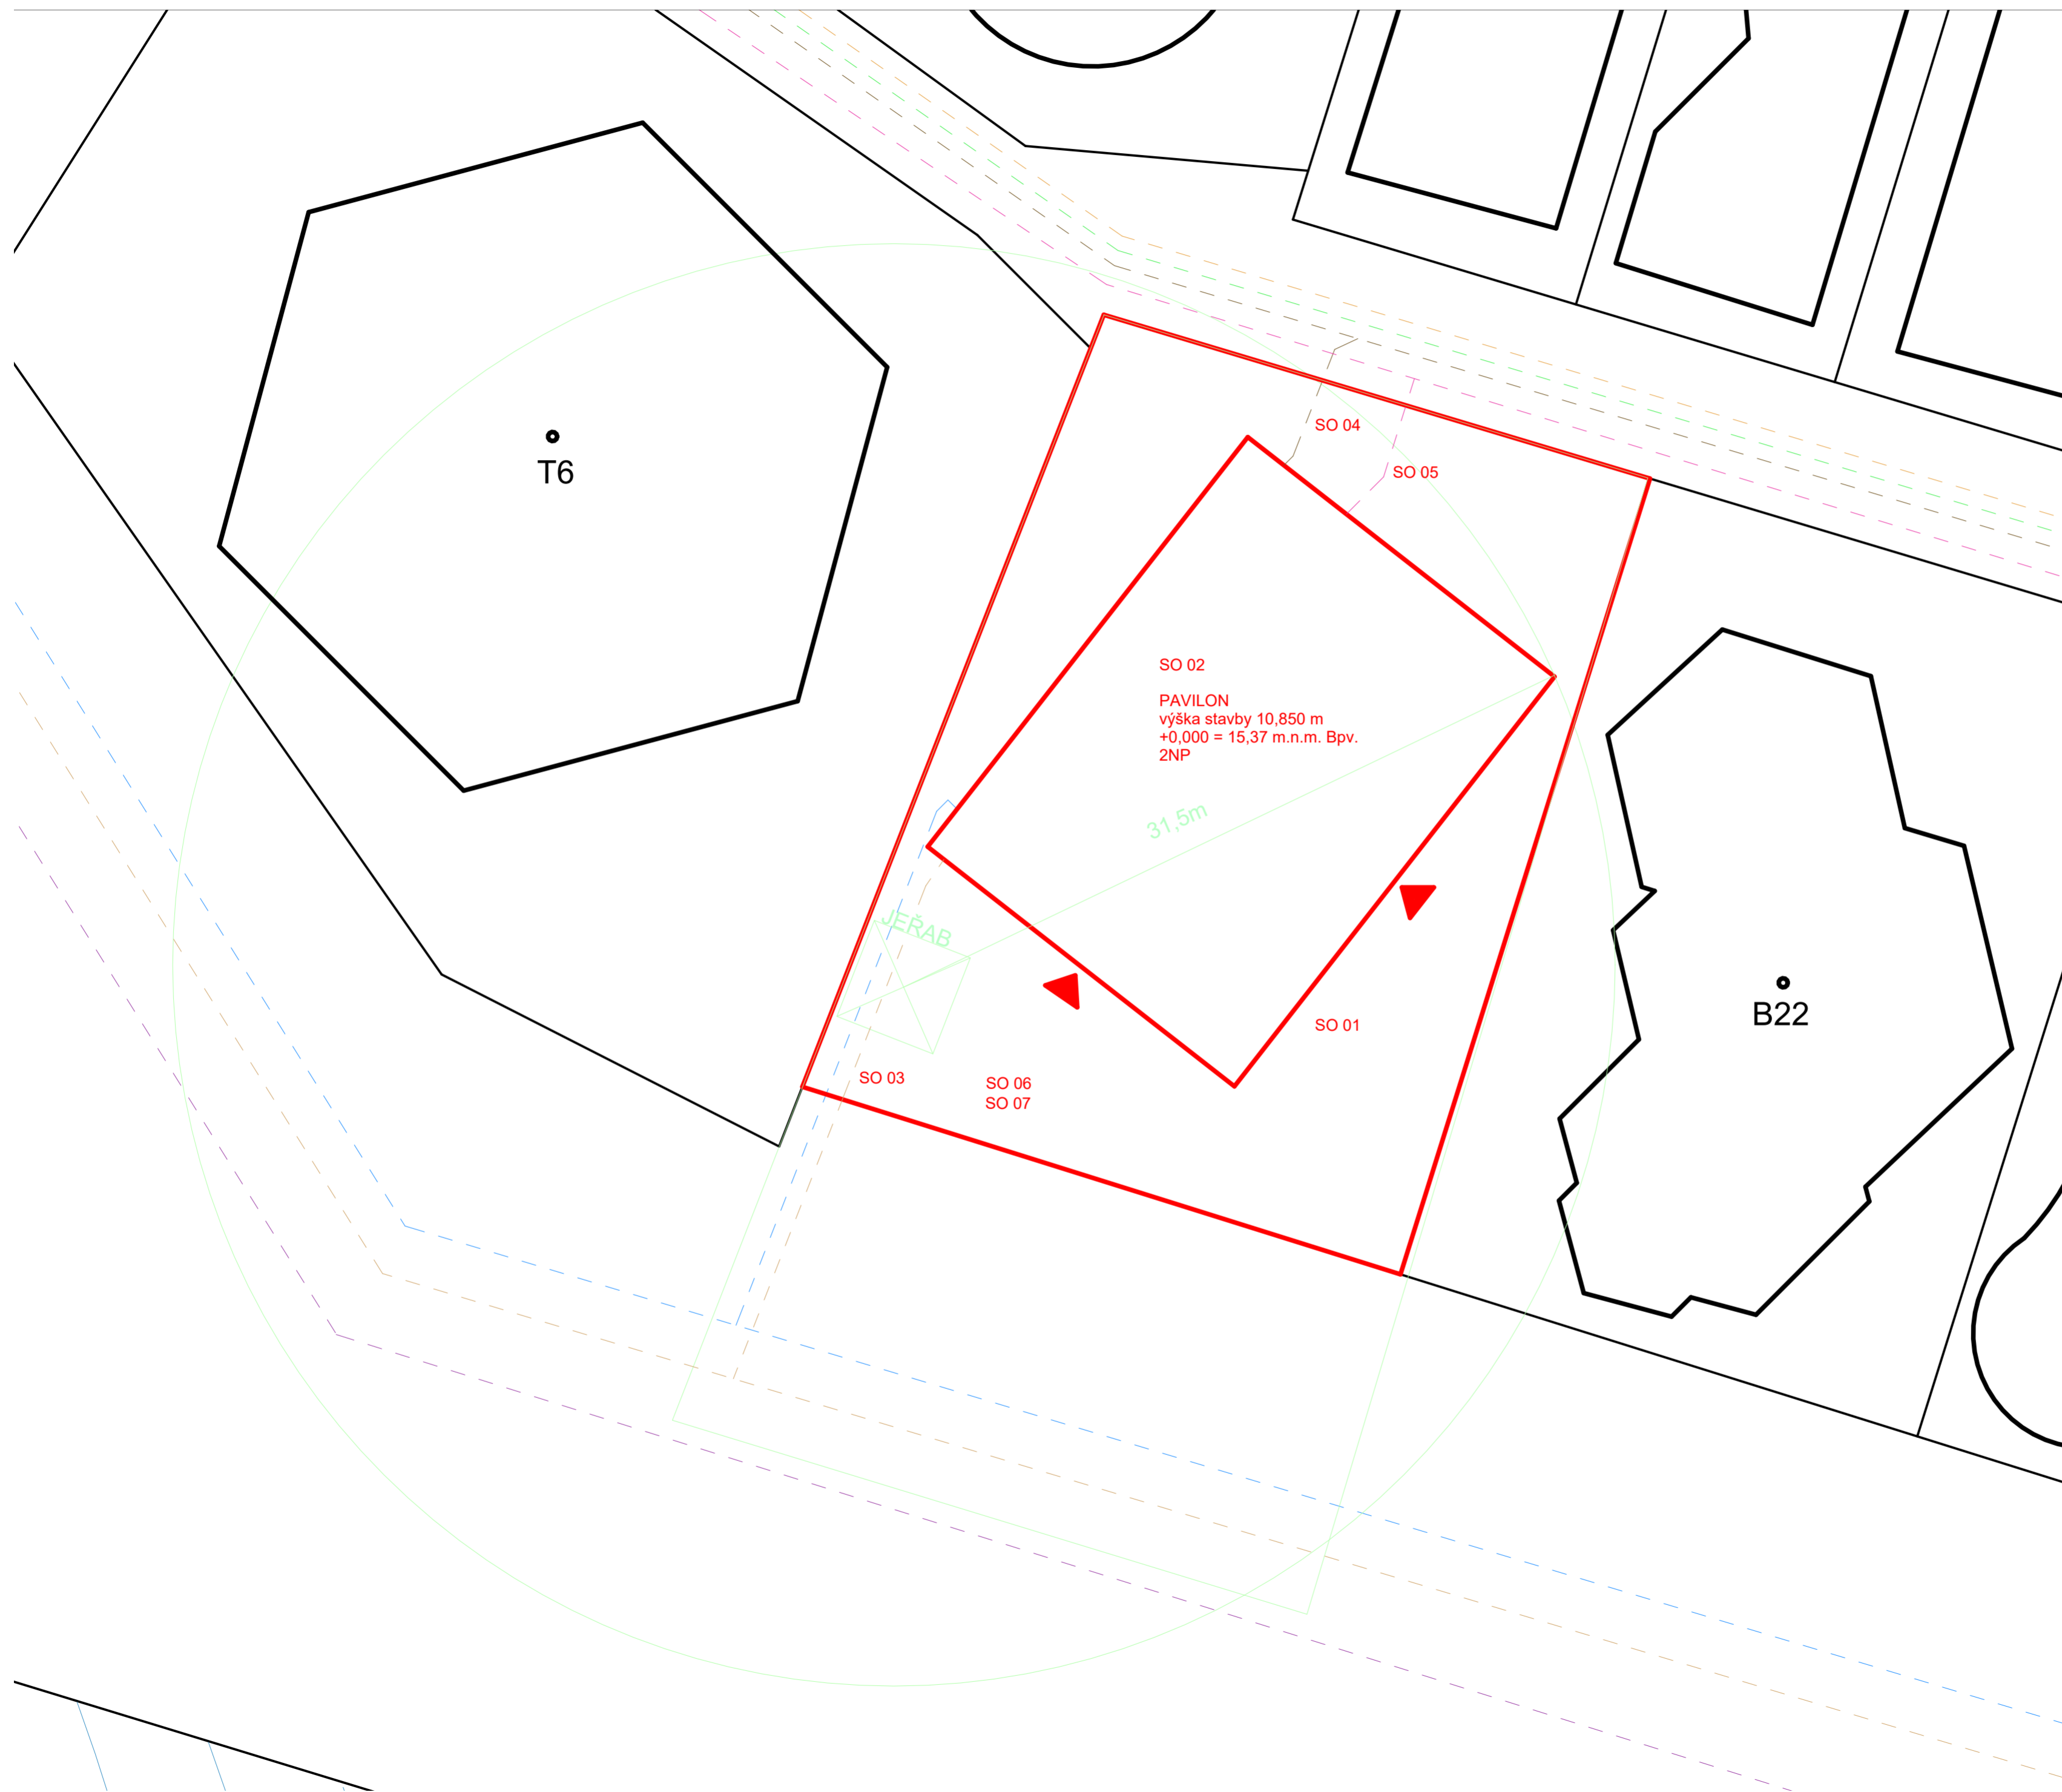 SO 04
T6
SO 05
SO 02
PAVILON
výška stavby 10,850 m
+0,000 = 15,37 m.n.m. Bpv.
2NP
31,5m
JEŘAB
B22
SO 01
SO 03
SO 06
SO 07